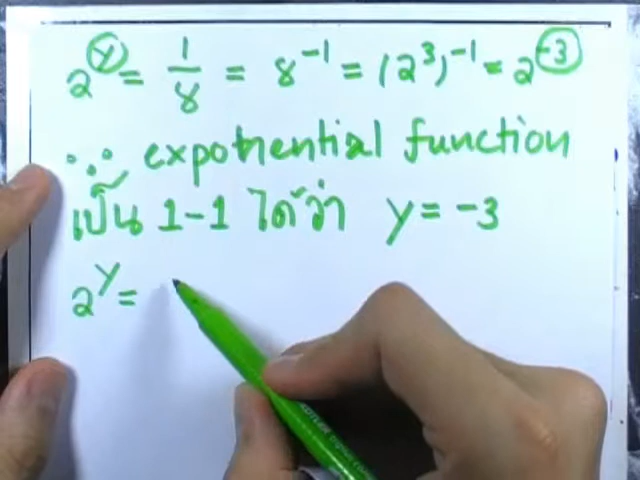 2^y = 1/8 = 8^-1 = (2^3)^-1 = 2^-3
∵ exponential function
เป็น 1-1 ได้ว่า y = -3
2^y =